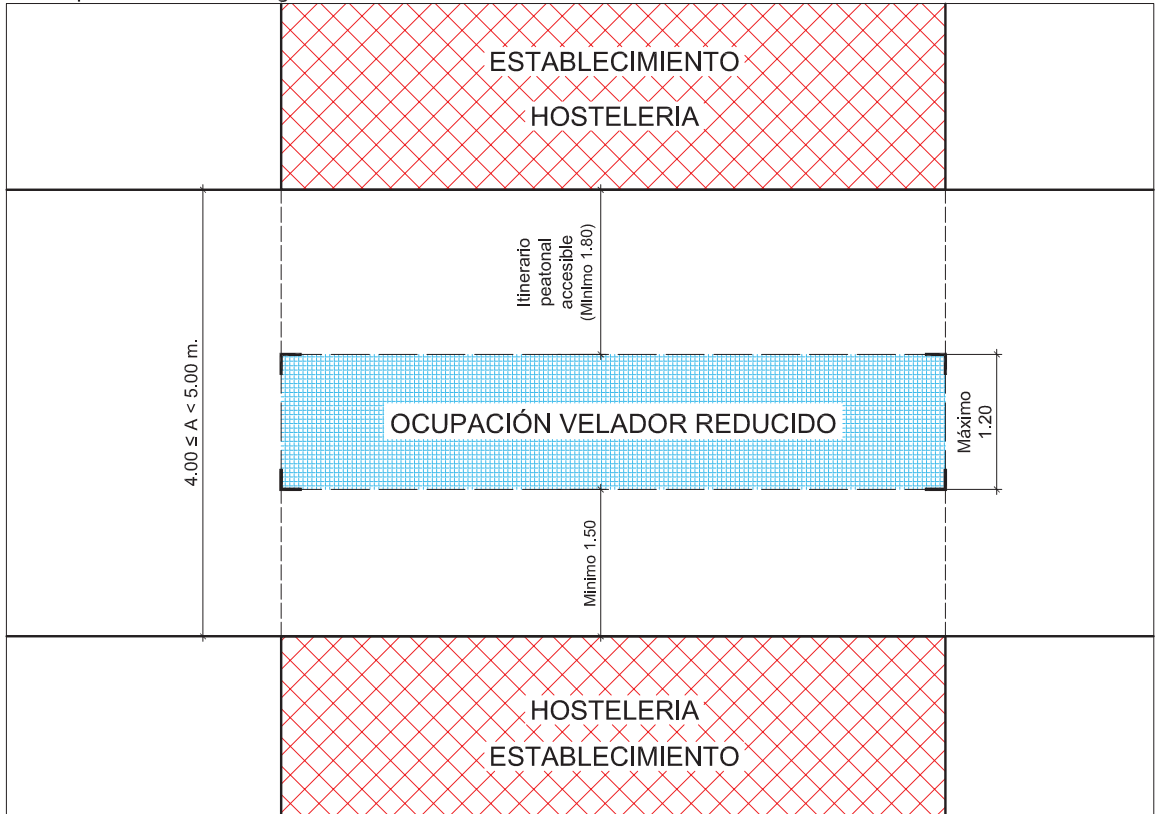 ESTABLECIMIENTO
HOSTELERIA
Itinerario
peatonal
accesible
(Mínimo 1.80)
4.00 ≤ A < 5.00 m.
OCUPACIÓN VELADOR REDUCIDO
Máximo
1.20
Mínimo 1.50
HOSTELERIA
ESTABLECIMIENTO